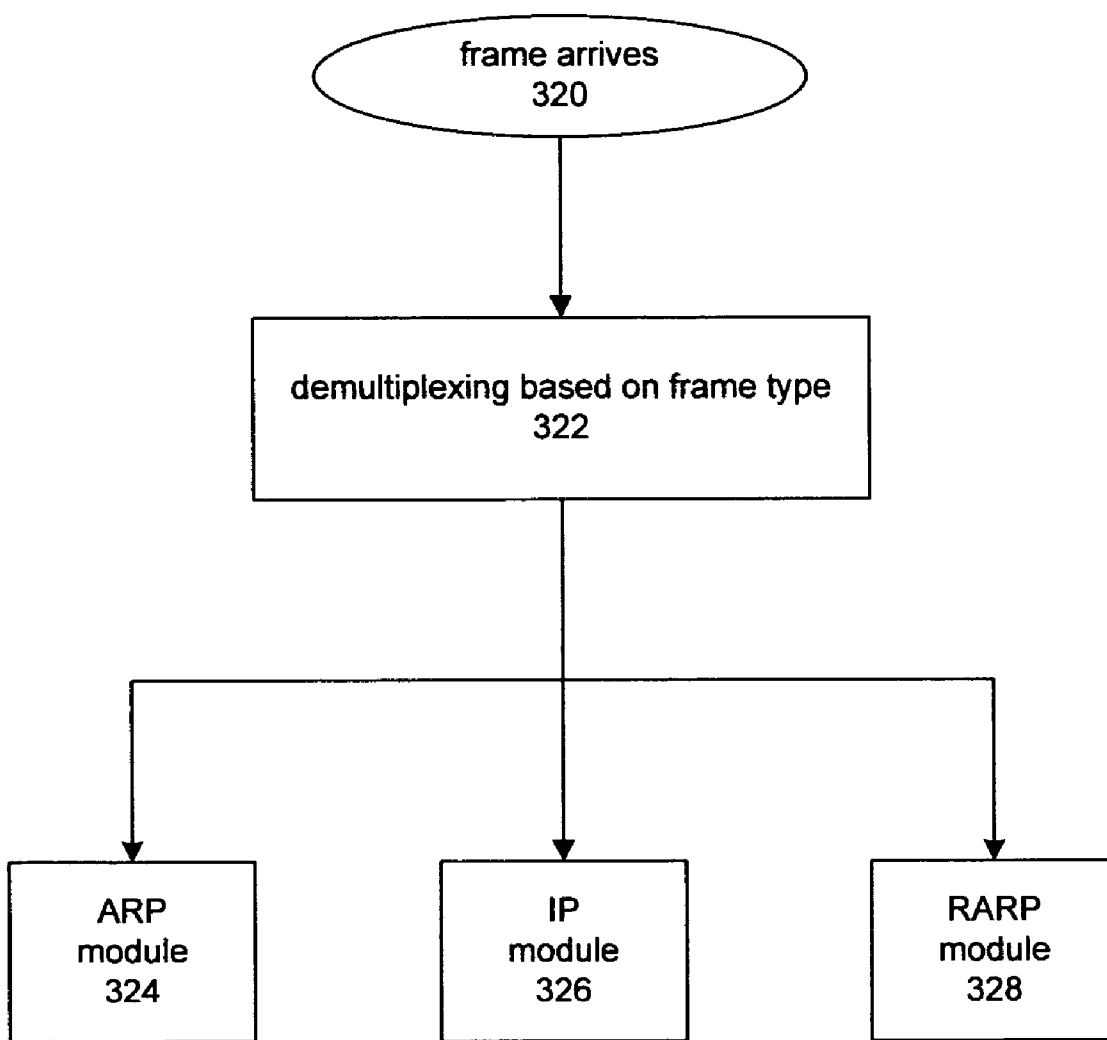 frame arrives
320
demultiplexing based on frame type
322
ARP
module
324
IP
module
326
RARP
module
328